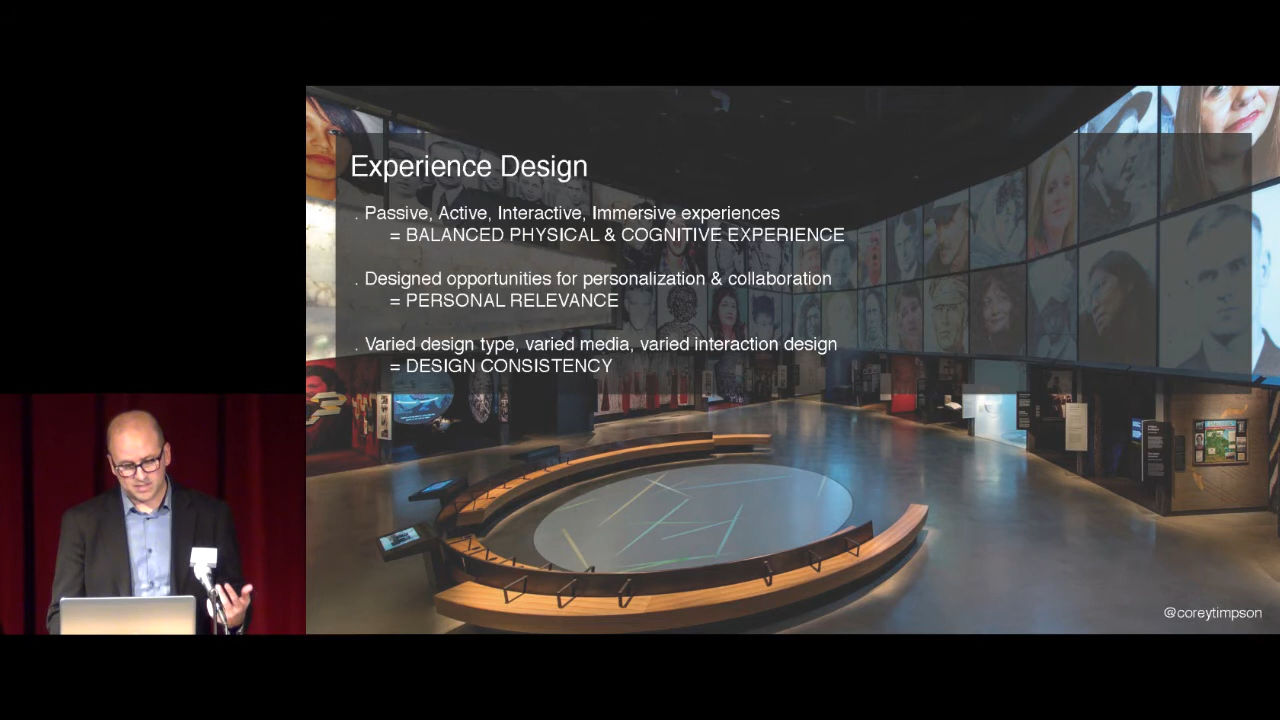 Experience Design
. Passive, Active, Interactive, Immersive experiences
= BALANCED PHYSICAL & COGNITIVE EXPERIENCE
. Designed opportunities for personalization & collaboration
= PERSONAL RELEVANCE
. Varied design type, varied media, varied interaction design
= DESIGN CONSISTENCY
@coreytimpson